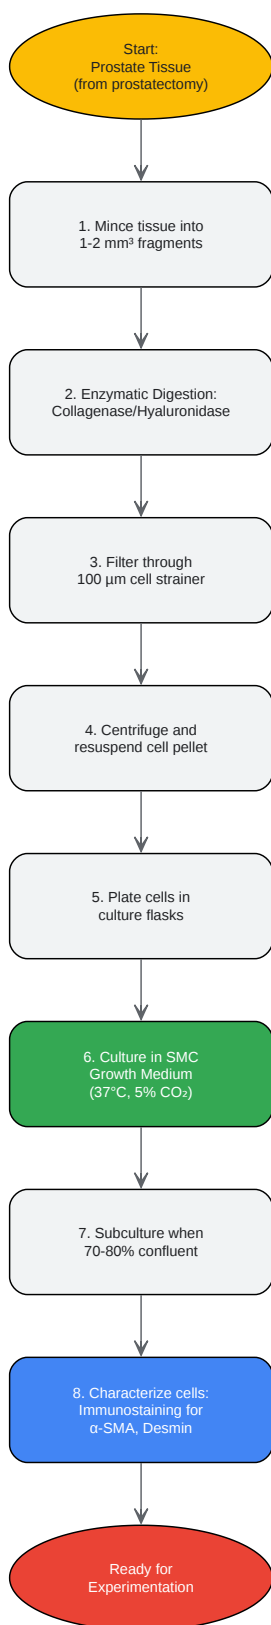 Start:
Prostate Tissue
(from prostatectomy)
1. Mince tissue into
1-2 mm³ fragments
2. Enzymatic Digestion:
Collagenase/Hyaluronidase
3. Filter through
100 µm cell strainer
4. Centrifuge and
resuspend cell pellet
5. Plate cells in
culture flasks
6. Culture in SMC
Growth Medium
(37°C, 5% CO₂)
7. Subculture when
70-80% confluent
8. Characterize cells:
Immunostaining for
α-SMA, Desmin
Ready for
Experimentation